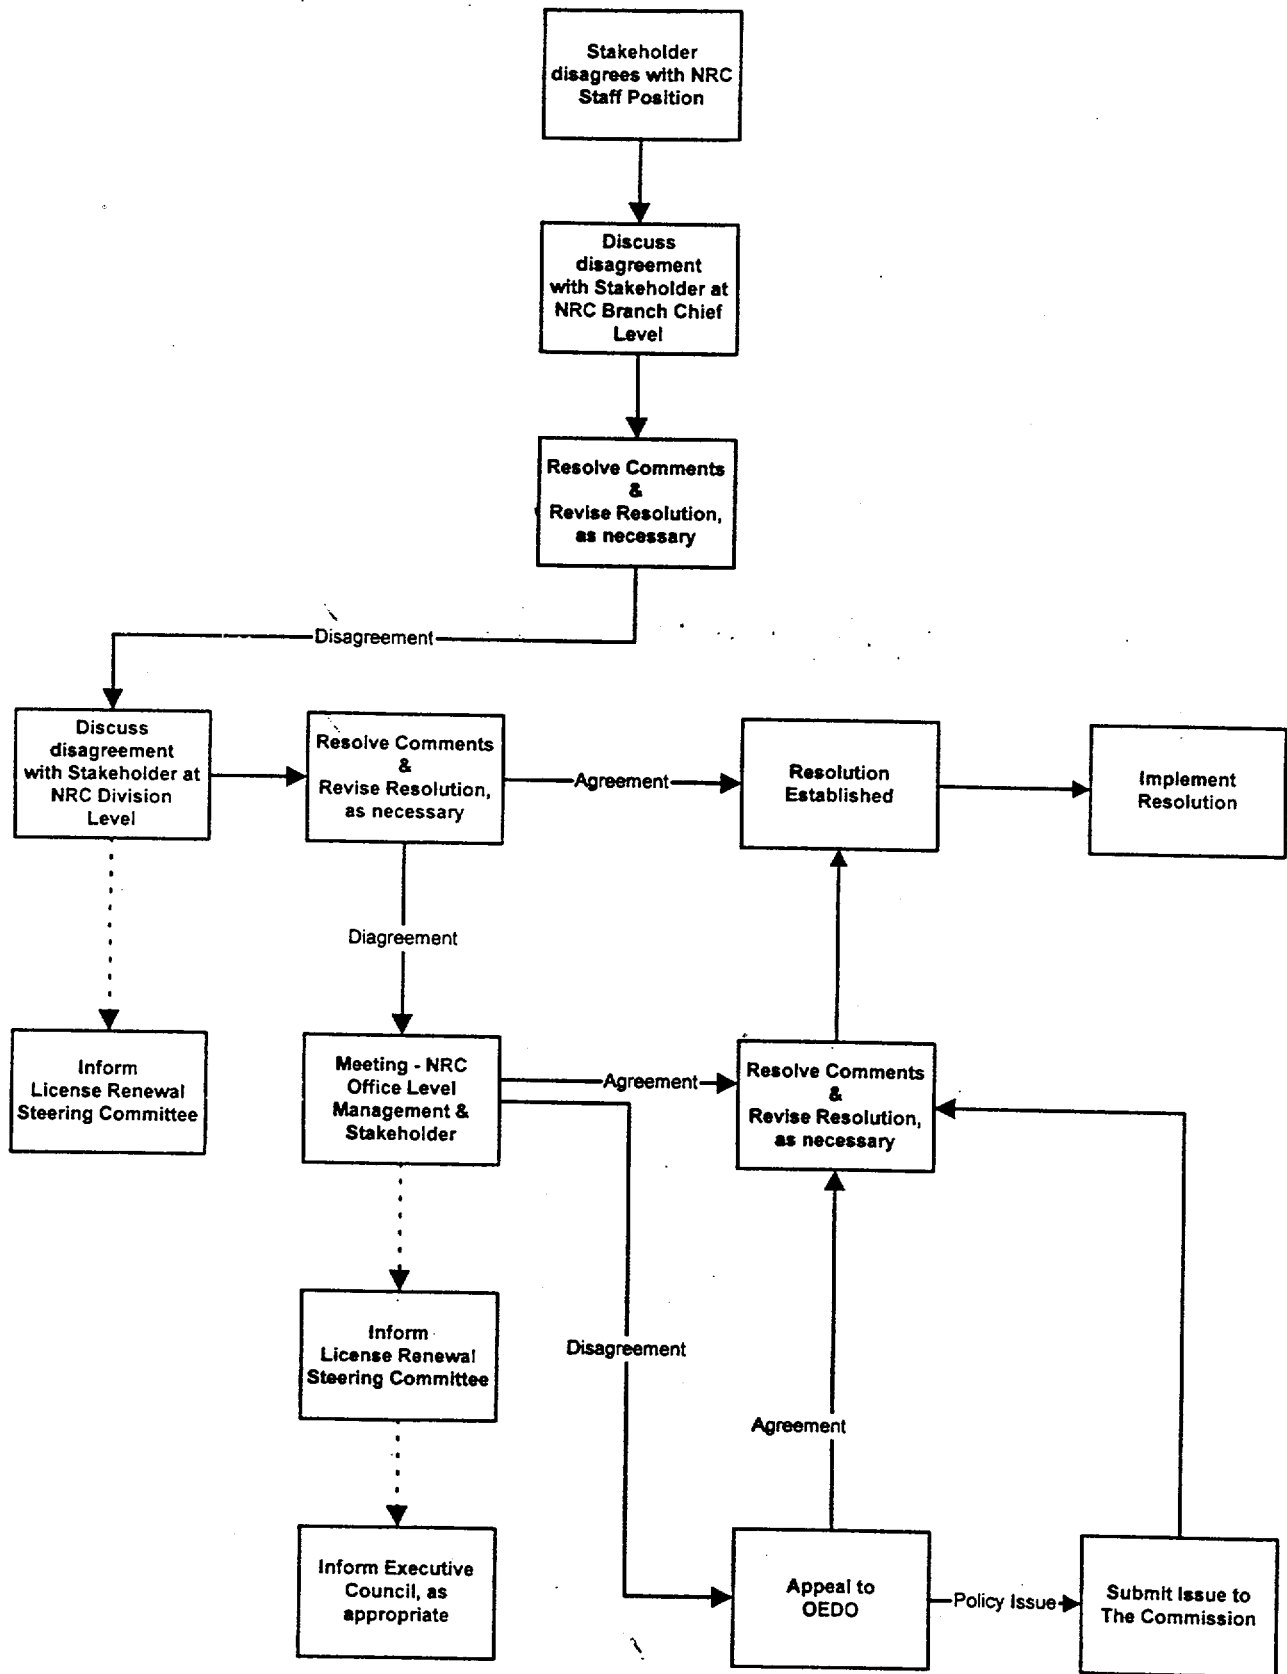 Stakeholder
disagrees with NRC
Staff Position
Discuss
disagreement
with Stakeholder at
NRC Branch Chief
Level
Resolve Comments
&
Revise Resolution,
as necessary
Disagreement
Discuss
disagreement
with Stakeholder at
NRC Division
Level
Resolve Comments
&
Revise Resolution,
as necessary
Agreement
Resolution
Established
Implement
Resolution
Diagreement
Inform
License Renewal
Steering Committee
Meeting - NRC
Office Level
Management &
Stakeholder
Agreement
Resolve Comments
&
Revise Resolution,
as necessary
Inform
License Renewal
Steering Committee
Disagreement
Agreement
Inform Executive
Council, as
appropriate
Appeal to
OEDO
Policy Issue
Submit Issue to
The Commission